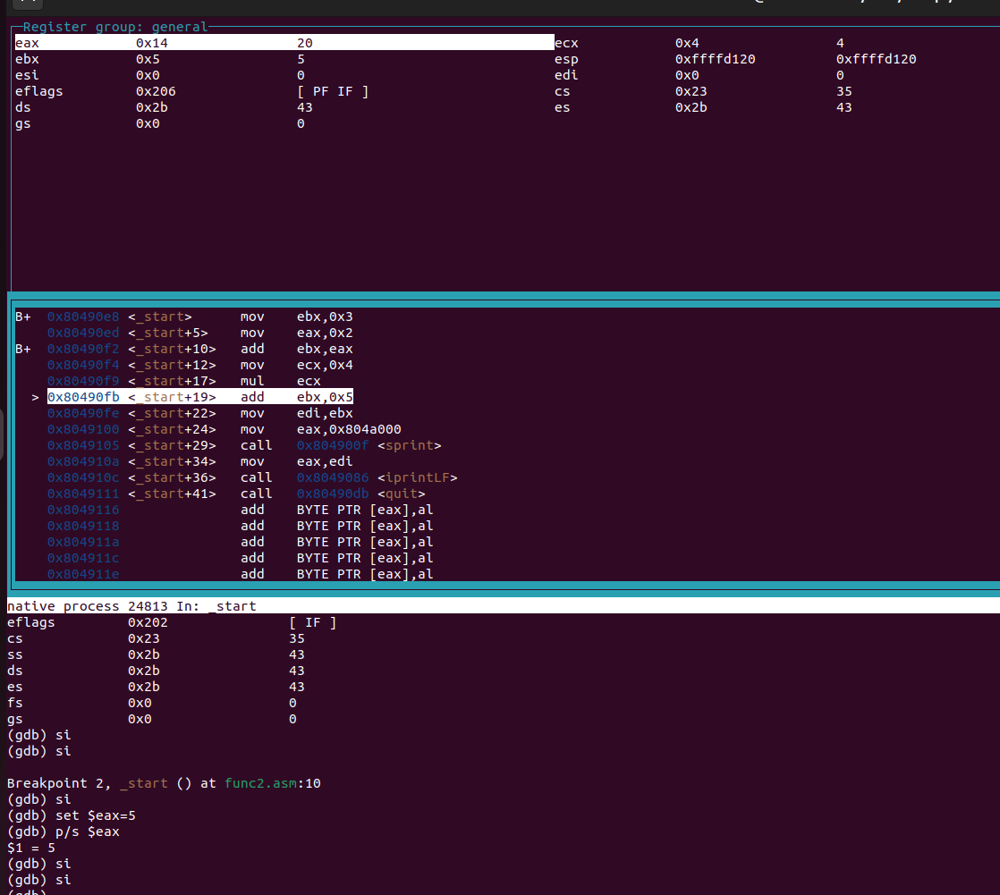 Register group: general
eax 0x14 20 ecx 0x4 4
ebx 0x5 5 esp 0xffffd120 0xffffd120
esi 0x0 0 edi 0x0 0
eflags 0x206 [ PF IF ] cs 0x23 35
ds 0x2b 43 es 0x2b 43
gs 0x0 0
B+ 0x80490e8 <_start> mov ebx,0x3
0x80490ed <_start+5> mov eax,0x2
B+ 0x80490f2 <_start+10> add ebx,eax
0x80490f4 <_start+12> mov ecx,0x4
0x80490f9 <_start+17> mul ecx
> 0x80490fb <_start+19> add ebx,0x5
0x80490fe <_start+22> mov edi,ebx
0x8049100 <_start+24> mov eax,0x804a000
0x8049105 <_start+29> call 0x804900f <sprint>
0x804910a <_start+34> mov eax,edi
0x804910c <_start+36> call 0x8049086 <iprintLF>
0x8049111 <_start+41> call 0x80490db <quit>
0x8049116 add BYTE PTR [eax],al
0x8049118 add BYTE PTR [eax],al
0x804911a add BYTE PTR [eax],al
0x804911c add BYTE PTR [eax],al
0x804911e add BYTE PTR [eax],al
native process 24813 In: _start
eflags 0x202 [ IF ]
cs 0x23 35
ss 0x2b 43
ds 0x2b 43
es 0x2b 43
fs 0x0 0
gs 0x0 0
(gdb) si
(gdb) si
Breakpoint 2, _start () at func2.asm:10
(gdb) si
(gdb) set $eax=5
(gdb) p/s $eax
$1 = 5
(gdb) si
(gdb) si
(gdb)